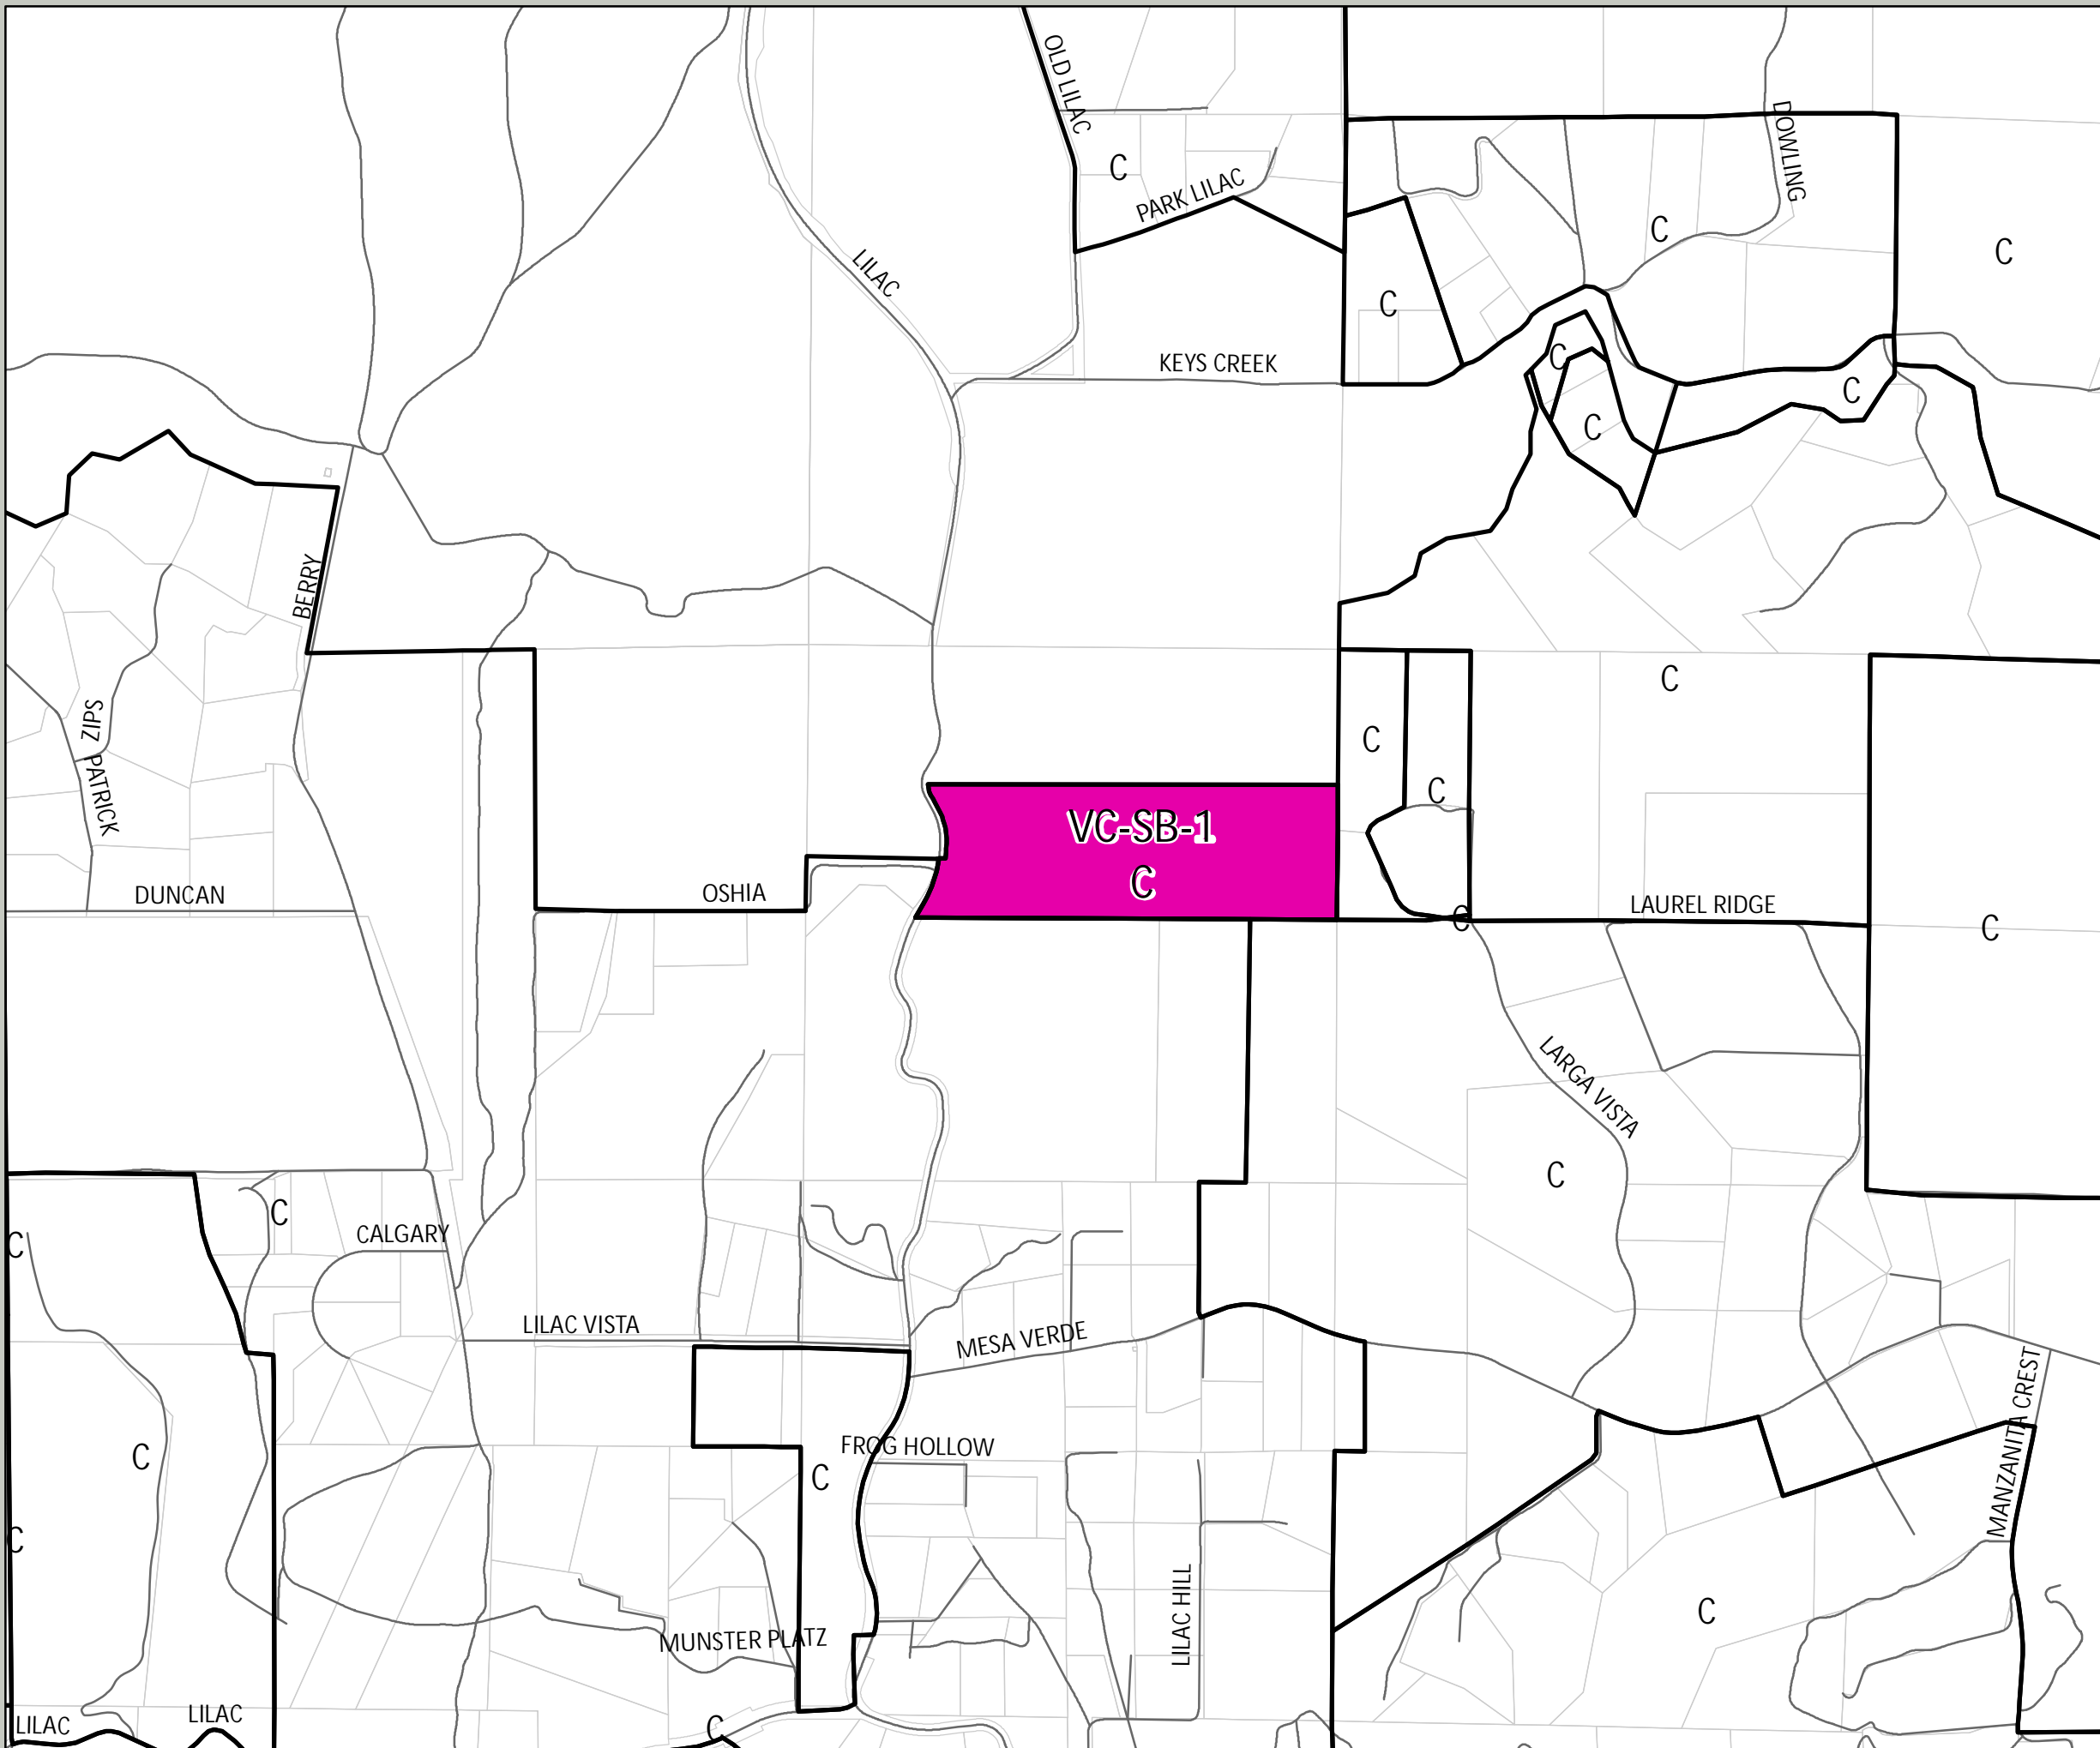 OLD LILAC
DOWLING
C
PARK LILAC
C
C
LILAC
C
KEYS CREEK
C
C
C
BERRY
C
ZIPS
C
PATRICK
C
VC-SB-1
C
DUNCAN
OSHIA
LAUREL RIDGE
C
C
LARGA VISTA
C
C
CALGARY
C
LILAC VISTA
MESA VERDE
MANZANITA CREST
FROG HOLLOW
C
C
C
LILAC HILL
C
MUNSTER PLATZ
LILAC
LILAC
C